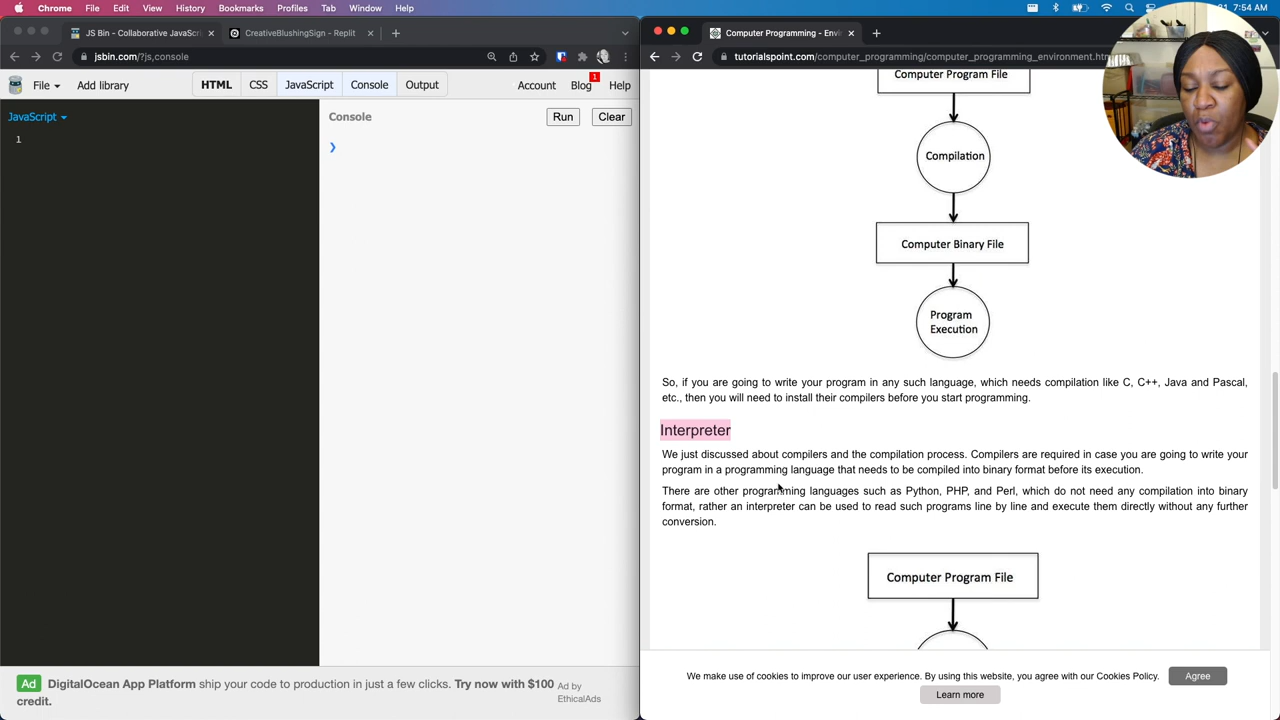 Chrome File Edit View History Bookmarks Profiles Tab Window Help
7:54 AM
JS Bin - Collaborative JavaScri
CreativeBlushingSign - Replit
jsbin.com/?js,console
File
Add library
HTML
CSS
JavaScript
Console
Output
Account
Blog
1
Help
JavaScript
Console
Run
Clear
1
Ad DigitalOcean App Platform ship your code to production in just a few clicks. Try now with $100
credit.
Ad by
EthicalAds
Computer Programming - Envi
tutorialspoint.com/computer_programming/computer_programming_environment.htm
Computer Program File
Compilation
Computer Binary File
Program
Execution
So, if you are going to write your program in any such language, which needs compilation like C, C++, Java and Pascal,
etc., then you will need to install their compilers before you start programming.
Interpreter
We just discussed about compilers and the compilation process. Compilers are required in case you are going to write your
program in a programming language that needs to be compiled into binary format before its execution.
There are other programming languages such as Python, PHP, and Perl, which do not need any compilation into binary
format, rather an interpreter can be used to read such programs line by line and execute them directly without any further
conversion.
Computer Program File
We make use of cookies to improve our user experience. By using this website, you agree with our Cookies Policy.
Agree
Learn more